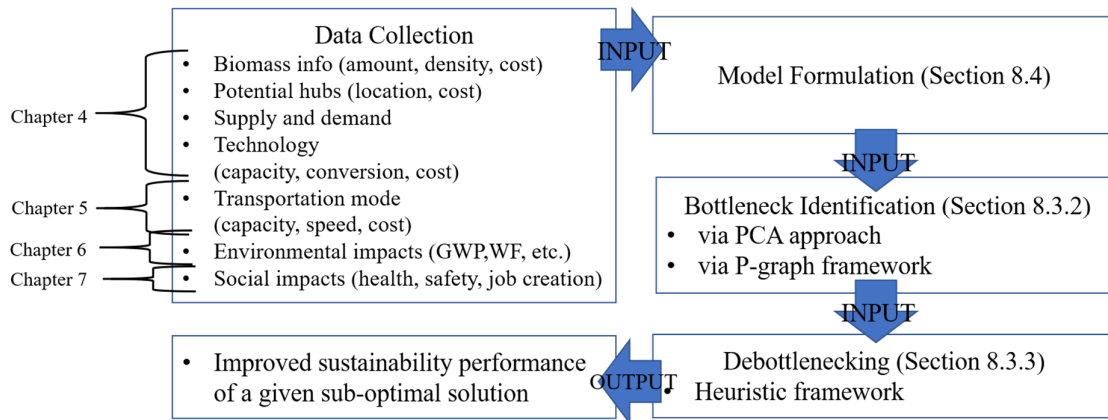 Data Collection
• Biomass info (amount, density, cost)
• Potential hubs (location, cost)
• Supply and demand
• Technology
(capacity, conversion, cost)
• Transportation mode
(capacity, speed, cost)
• Environmental impacts (GWP,WF, etc.)
• Social impacts (health, safety, job creation)
Chapter 4
Chapter 5
Chapter 6
Chapter 7
INPUT
Model Formulation (Section 8.4)
INPUT
Bottleneck Identification (Section 8.3.2)
• via PCA approach
• via P-graph framework
INPUT
Debottlenecking (Section 8.3.3)
• Heuristic framework
OUTPUT
• Improved sustainability performance
of a given sub-optimal solution